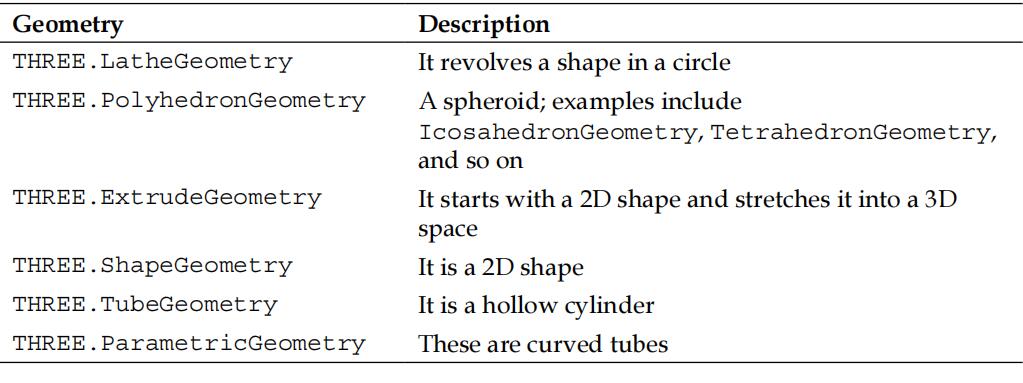 Geometry Description
THREE.LatheGeometry It revolves a shape in a circle
THREE.PolyhedronGeometry A spheroid; examples include
IcosahedronGeometry, TetrahedronGeometry,
and so on
THREE.ExtrudeGeometry It starts with a 2D shape and stretches it into a 3D
space
THREE.ShapeGeometry It is a 2D shape
THREE.TubeGeometry It is a hollow cylinder
THREE.ParametricGeometry These are curved tubes